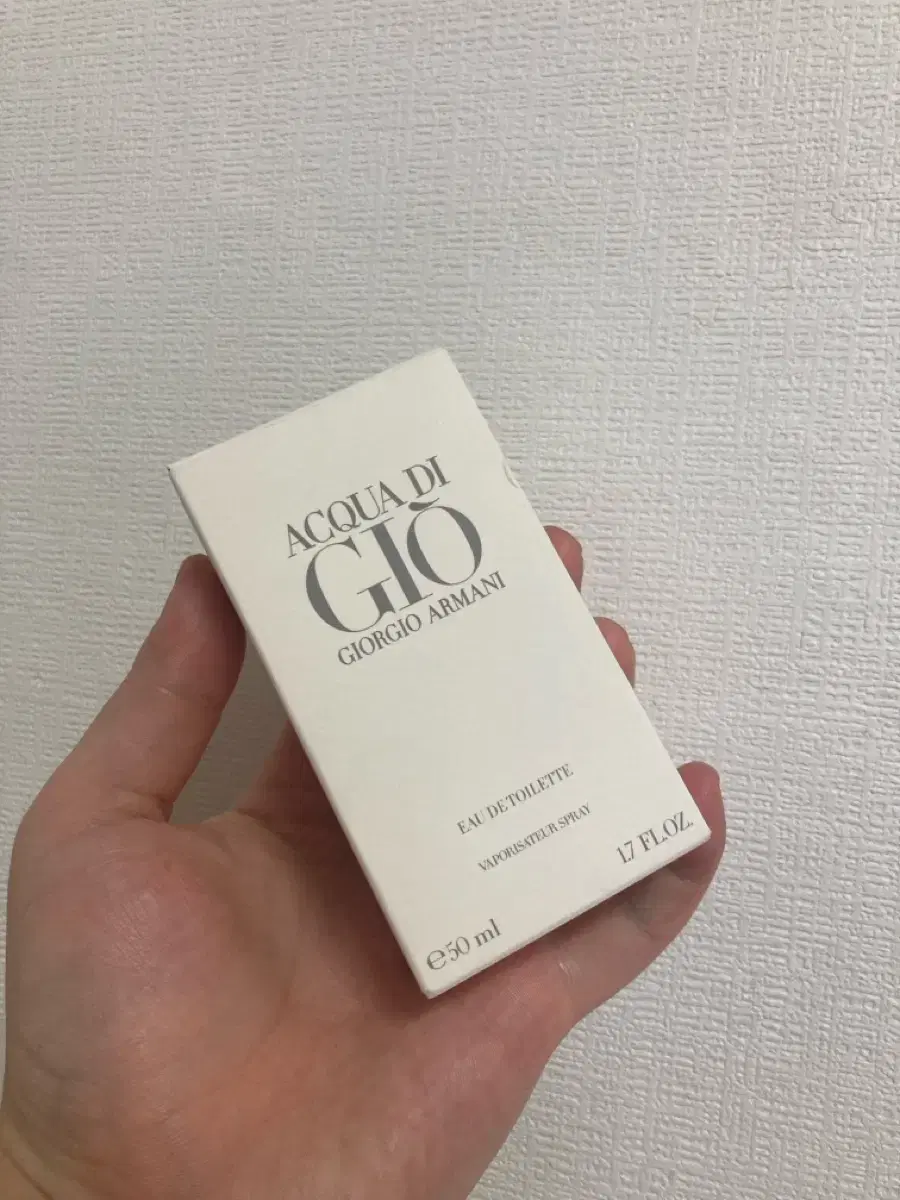 ACQUA DI
GIÒ
GIORGIO ARMANI
EAU DE TOILETTE
VAPORISATEUR SPRAY
℮50 ml
1.7 FL.OZ.